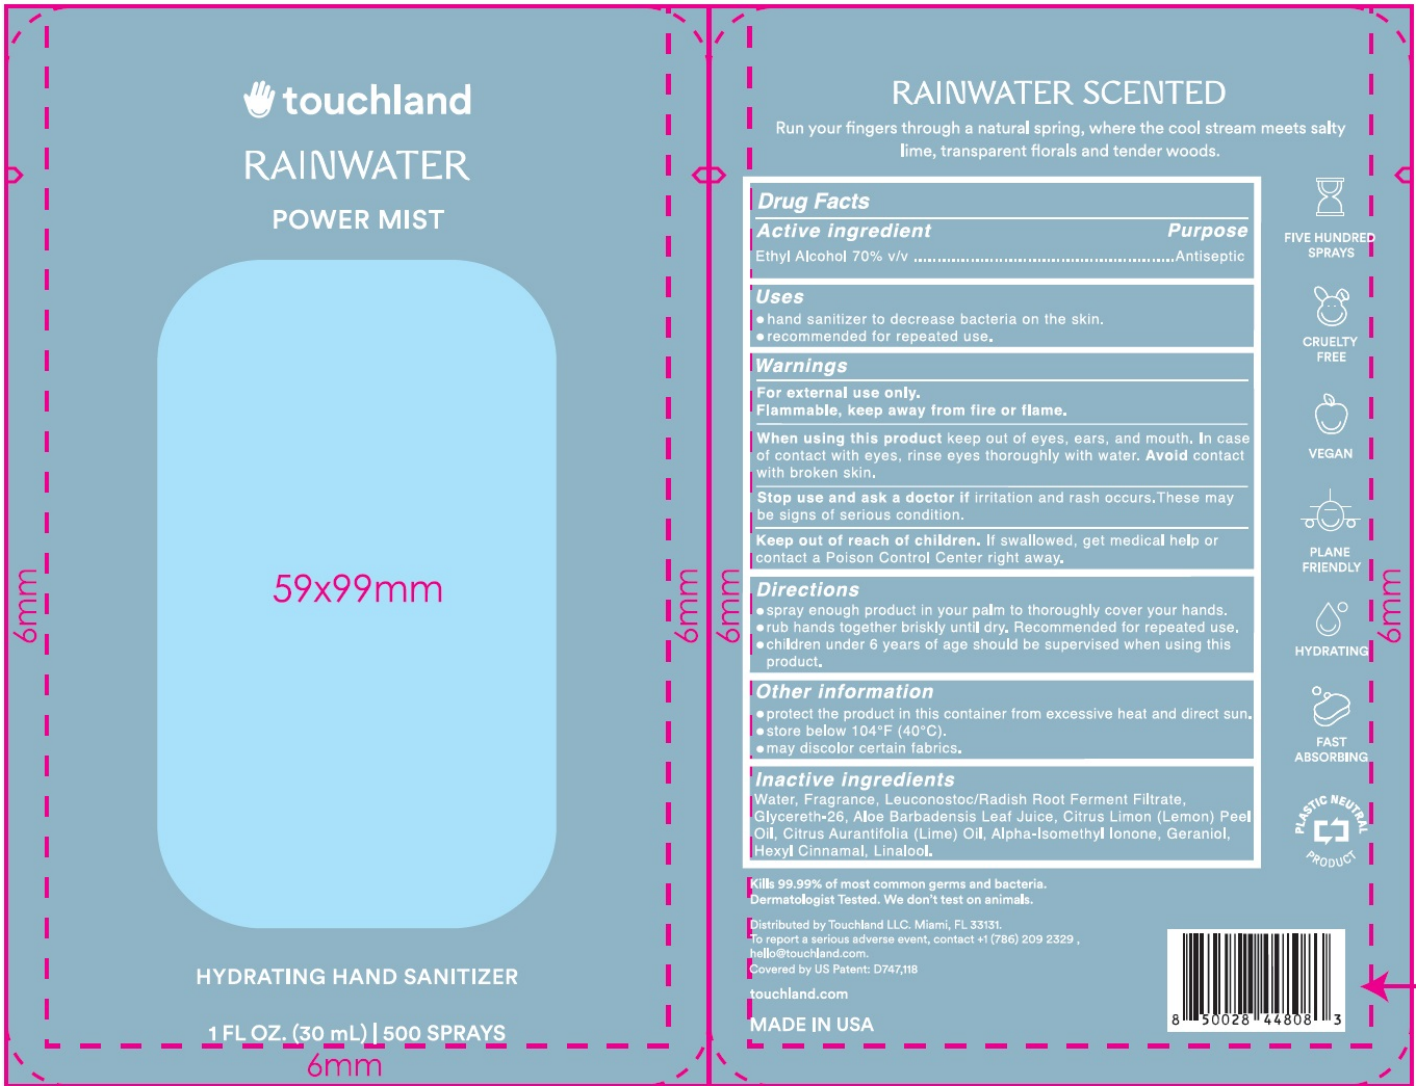 touchland
RAINWATER
POWER MIST
59x99mm
6mm
6mm
HYDRATING HAND SANITIZER
1 FL OZ. (30 mL) | 500 SPRAYS
6mm
RAINWATER SCENTED
Run your fingers through a natural spring, where the cool stream meets salty
lime, transparent florals and tender woods.
Drug Facts
Active ingredient Purpose
Ethyl Alcohol 70% v/v ......................................................Antiseptic
Uses
• hand sanitizer to decrease bacteria on the skin.
• recommended for repeated use.
Warnings
For external use only.
Flammable, keep away from fire or flame.
When using this product keep out of eyes, ears, and mouth. In case
of contact with eyes, rinse eyes thoroughly with water. Avoid contact
with broken skin.
Stop use and ask a doctor if irritation and rash occurs.These may
be signs of serious condition.
Keep out of reach of children. If swallowed, get medical help or
contact a Poison Control Center right away.
Directions
• spray enough product in your palm to thoroughly cover your hands.
• rub hands together briskly until dry. Recommended for repeated use.
• children under 6 years of age should be supervised when using this
product.
Other information
• protect the product in this container from excessive heat and direct sun.
• store below 104°F (40°C).
• may discolor certain fabrics.
Inactive ingredients
Water, Fragrance, Leuconostoc/Radish Root Ferment Filtrate,
Glycereth-26, Aloe Barbadensis Leaf Juice, Citrus Limon (Lemon) Peel
Oil, Citrus Aurantifolia (Lime) Oil, Alpha-Isomethyl Ionone, Geraniol,
Hexyl Cinnamal, Linalool.
Kills 99.99% of most common germs and bacteria.
Dermatologist Tested. We don't test on animals.
Distributed by Touchland LLC. Miami, FL 33131.
To report a serious adverse event, contact +1 (786) 209 2329 ,
hello@touchland.com.
Covered by US Patent: D747,118
touchland.com
MADE IN USA
FIVE HUNDRED
SPRAYS
CRUELTY
FREE
VEGAN
PLANE
FRIENDLY
HYDRATING
FAST
ABSORBING
PLASTIC NEUTRAL
PRODUCT
6mm
6mm
8 50028 44808 3